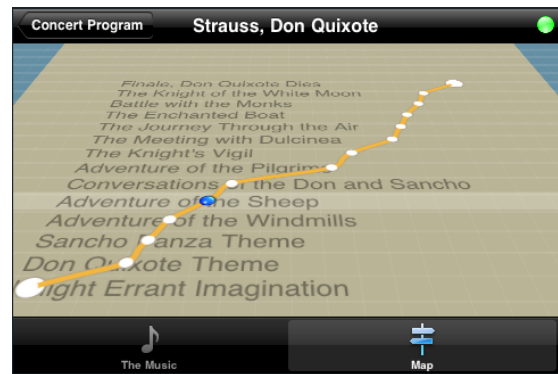 Concert Program
Strauss, Don Quixote
Finale, Don Quixote Dies
The Knight of the White Moon
Battle with the Monks
The Enchanted Boat
The Journey Through the Air
The Meeting with Dulcinea
The Knight's Vigil
Adventure of the Pilgrims
Conversations of the Don and Sancho
Adventure of the Sheep
Adventure of the Windmills
Sancho Panza Theme
Don Quixote Theme
Knight Errant Imagination
The Music
Map